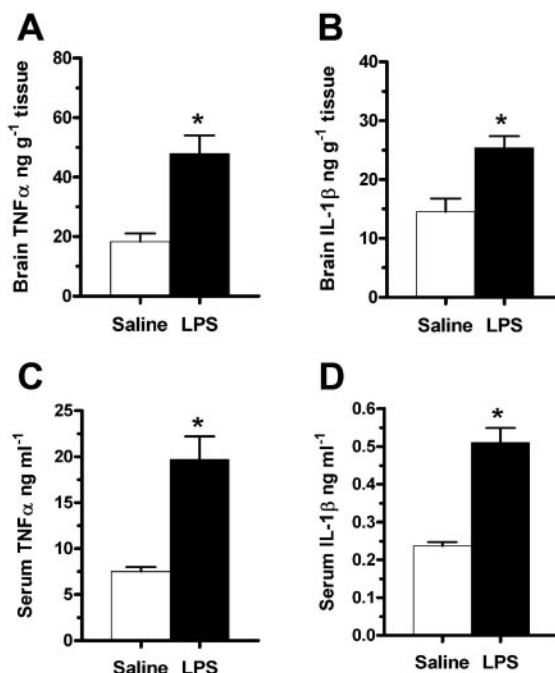 A
Brain TNFα ng g⁻¹ tissue
80
60
40
20
0
*
Saline LPS
B
Brain IL-1β ng g⁻¹ tissue
40
30
20
10
0
*
Saline LPS
C
Serum TNFα ng ml⁻¹
25
20
15
10
5
0
*
Saline LPS
D
Serum IL-1β ng ml⁻¹
0.6
0.5
0.4
0.3
0.2
0.1
0.0
*
Saline LPS